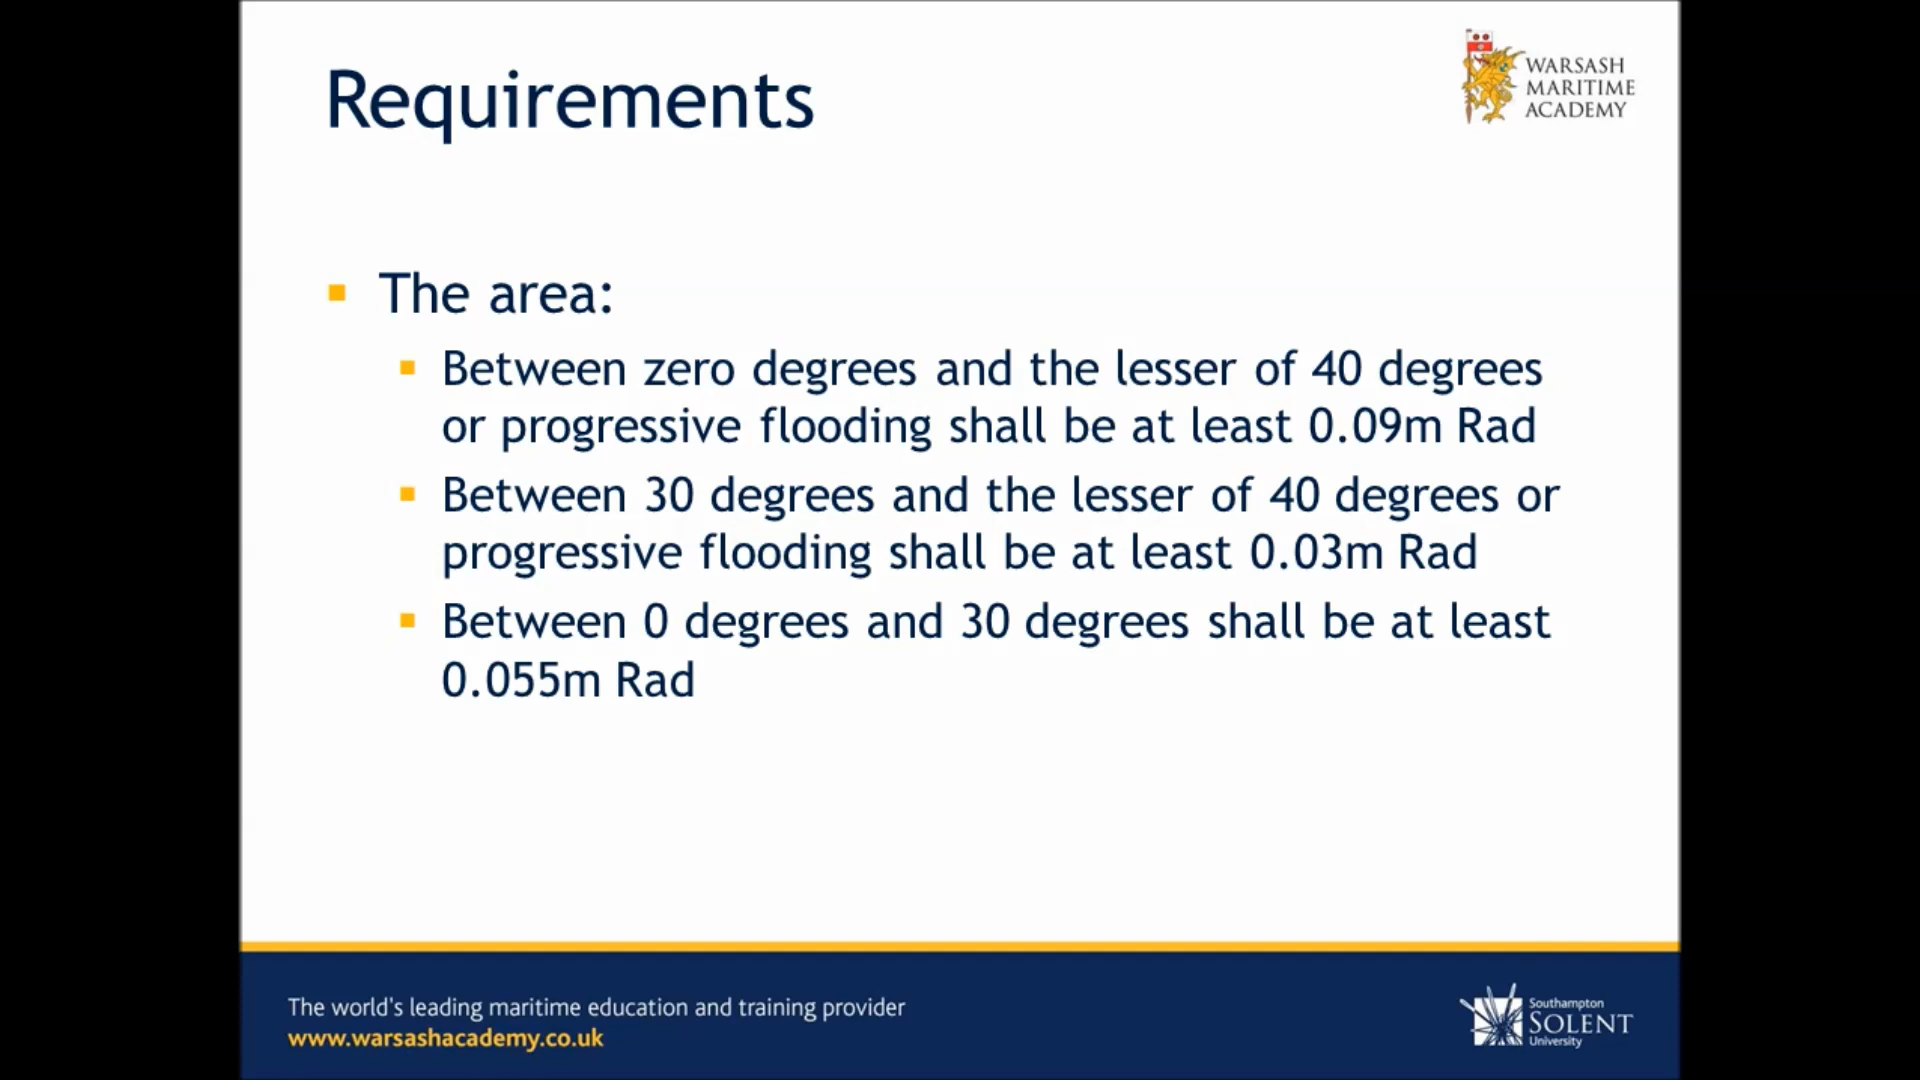 Requirements
WARSASH
MARITIME
ACADEMY
The area:
Between zero degrees and the lesser of 40 degrees
or progressive flooding shall be at least 0.09m Rad
Between 30 degrees and the lesser of 40 degrees or
progressive flooding shall be at least 0.03m Rad
Between 0 degrees and 30 degrees shall be at least
0.055m Rad
The world's leading maritime education and training provider
www.warsashacademy.co.uk
Southampton
SOLENT
University